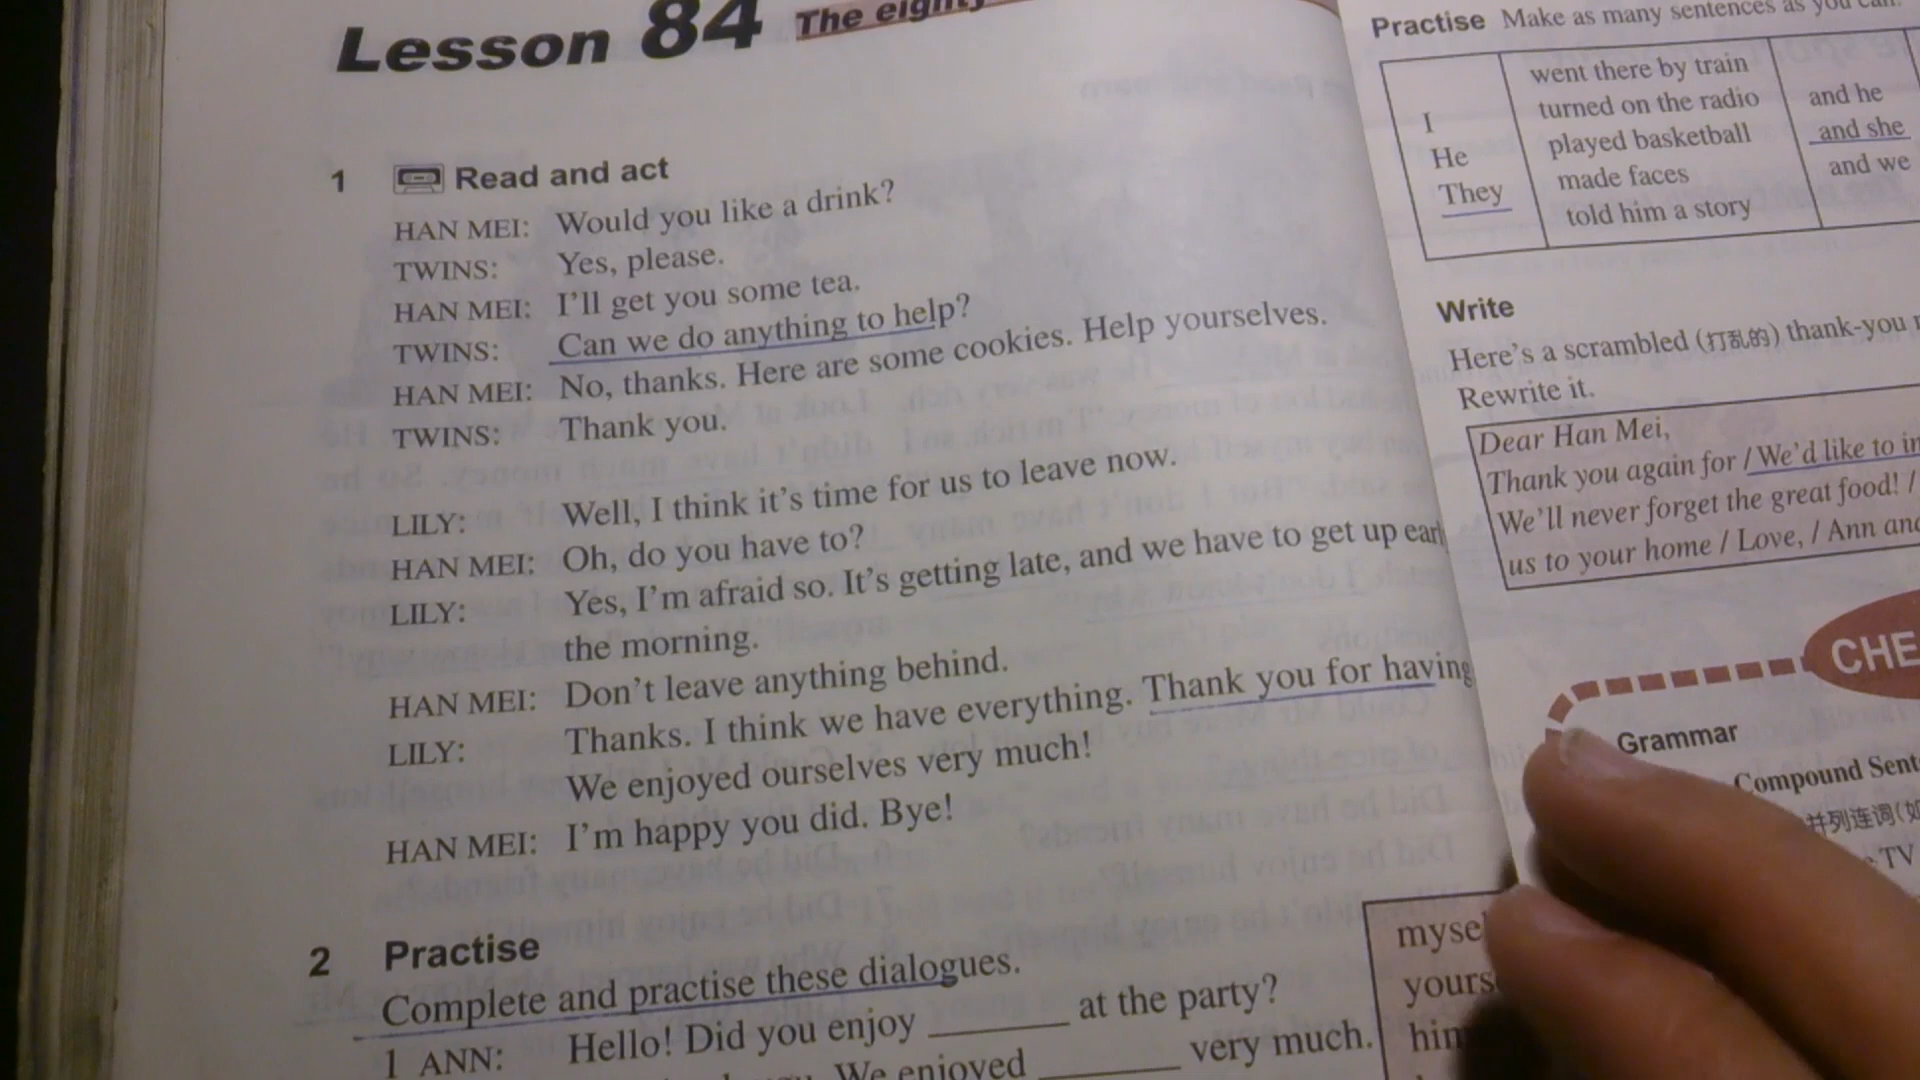 Lesson 84 The
1 Read and act
HAN MEI: Would you like a drink?
TWINS: Yes, please.
HAN MEI: I'll get you some tea.
TWINS: Can we do anything to help?
HAN MEI: No, thanks. Here are some cookies. Help yourselves.
TWINS: Thank you.
LILY: Well, I think it's time for us to leave now.
HAN MEI: Oh, do you have to?
LILY: Yes, I'm afraid so. It's getting late, and we have to get up
the morning.
HAN MEI: Don't leave anything behind.
LILY: Thanks. I think we have everything. Thank you for having
We enjoyed ourselves very much!
HAN MEI: I'm happy you did. Bye!
2 Practise
Complete and practise these dialogues.
1 ANN: Hello! Did you enjoy ______ at the party?
We enjoyed ______ very much.
Practise Make as many sentences as you can.
I
He
They
went there by train
turned on the radio
played basketball
made faces
told him a story
and he
and she
and we
Write
Here's a scrambled (打乱的) thank-you
Rewrite it.
Dear Han Mei,
Thank you again for / We'd like to
We'll never forget the great food! /
us to your home / Love, / Ann
Grammar
Compound
并列连词(如
TV